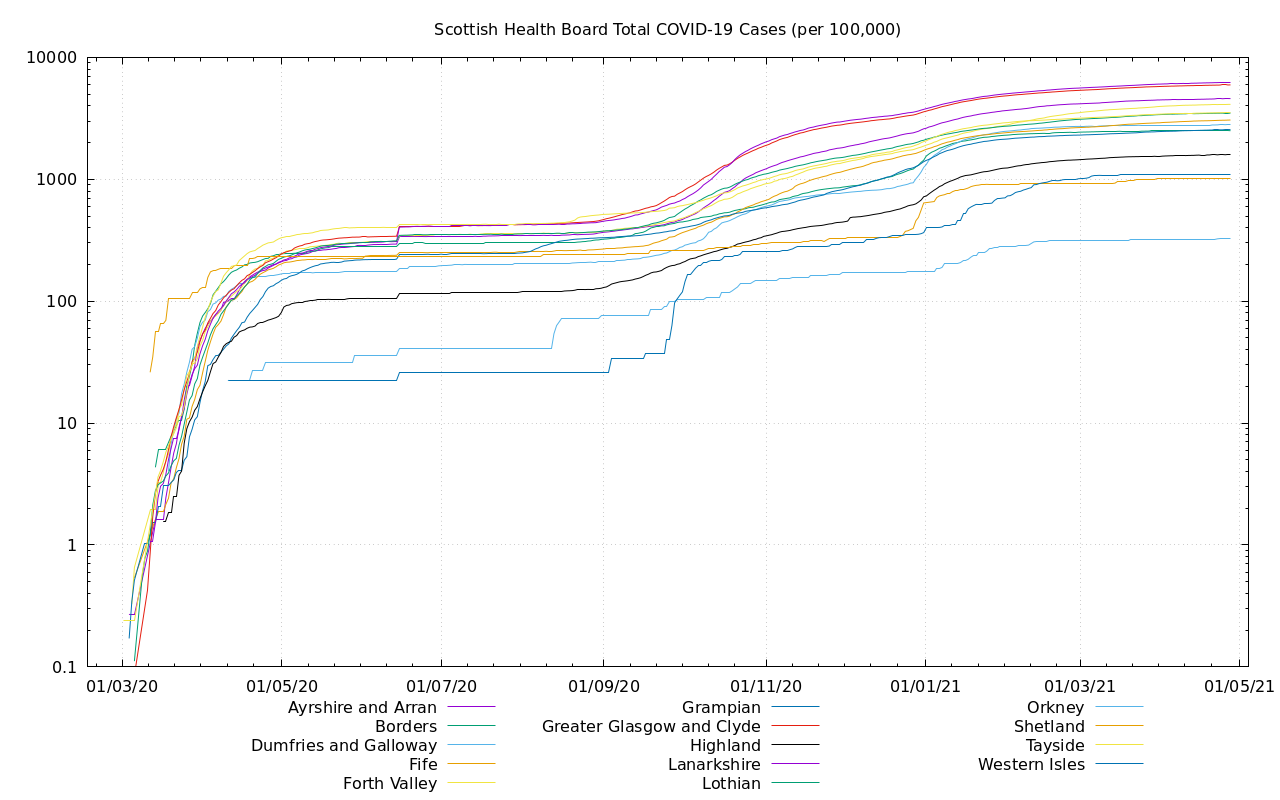 Scottish Health Board Total COVID-19 Cases (per 100,000)
10000
1000
100
10
1
0.1
01/03/20 01/05/20 01/07/20 01/09/20 01/11/20 01/01/21 01/03/21 01/05/21
Ayrshire and Arran Grampian Orkney
Borders Greater Glasgow and Clyde Shetland
Dumfries and Galloway Highland Tayside
Fife Lanarkshire Western Isles
Forth Valley Lothian